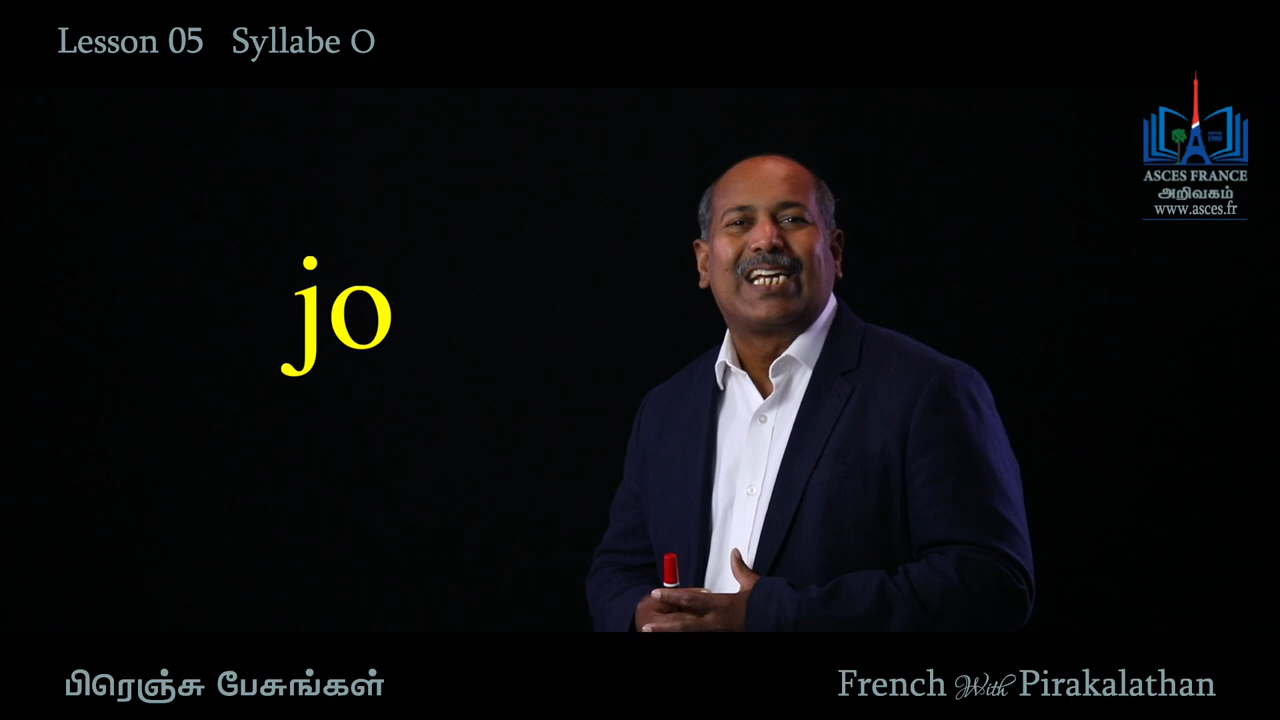 Lesson 05 Syllabe O
ASCES FRANCE
அறிவகம்
www.asces.fr
jo
பிரெஞ்சு பேசுங்கள்
French With Pirakalathan